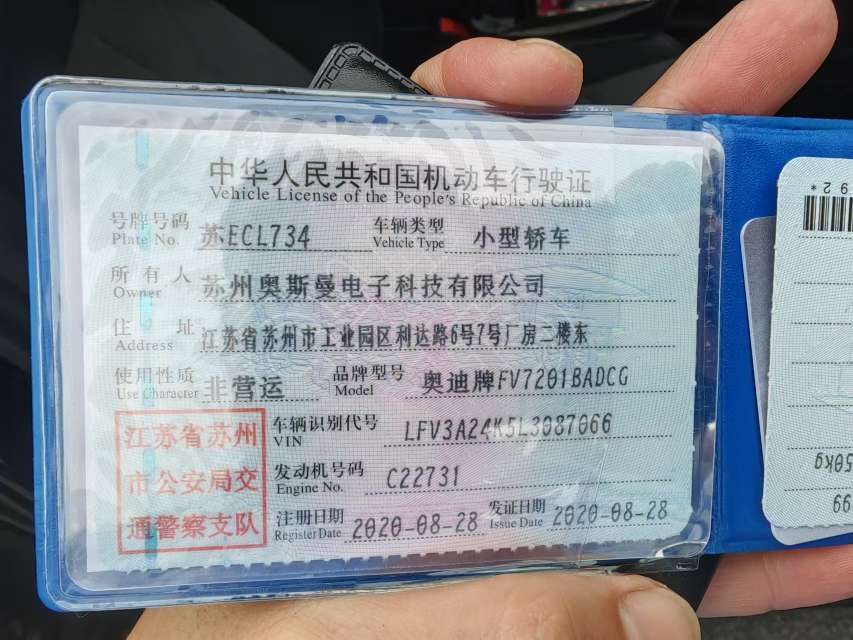 中华人民共和国机动车行驶证
Vehicle License of the People's Republic of China
号牌号码 苏ECL734 车辆类型 小型轿车
Plate No. Vehicle Type
所有人 苏州奥斯曼电子科技有限公司
Owner
住址 江苏省苏州市工业园区利达路6号7号厂房二楼东
Address
使用性质 非营运 品牌型号 奥迪牌FV7201BADCG
Use Character Model
江苏省苏州
市公安局交
通警察支队
车辆识别代号 LFV3A24K5L3087066
VIN
发动机号码 C22731
Engine No.
注册日期 2020-08-28 发证日期 2020-08-28
Register Date Issue Date
92*
50kg
99